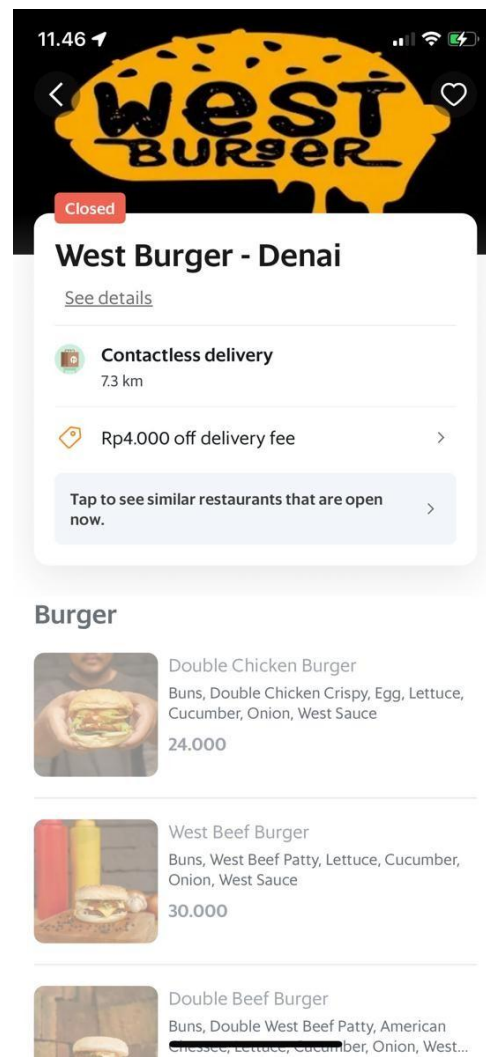 11.46
WEST
BURGER
Closed
West Burger - Denai
See details
Contactless delivery
7.3 km
Rp4.000 off delivery fee
Tap to see similar restaurants that are open
now.
Burger
Double Chicken Burger
Buns, Double Chicken Crispy, Egg, Lettuce,
Cucumber, Onion, West Sauce
24.000
West Beef Burger
Buns, West Beef Patty, Lettuce, Cucumber,
Onion, West Sauce
30.000
Double Beef Burger
Buns, Double West Beef Patty, American
Chessee, Lettuce, Cucumber, Onion, West...